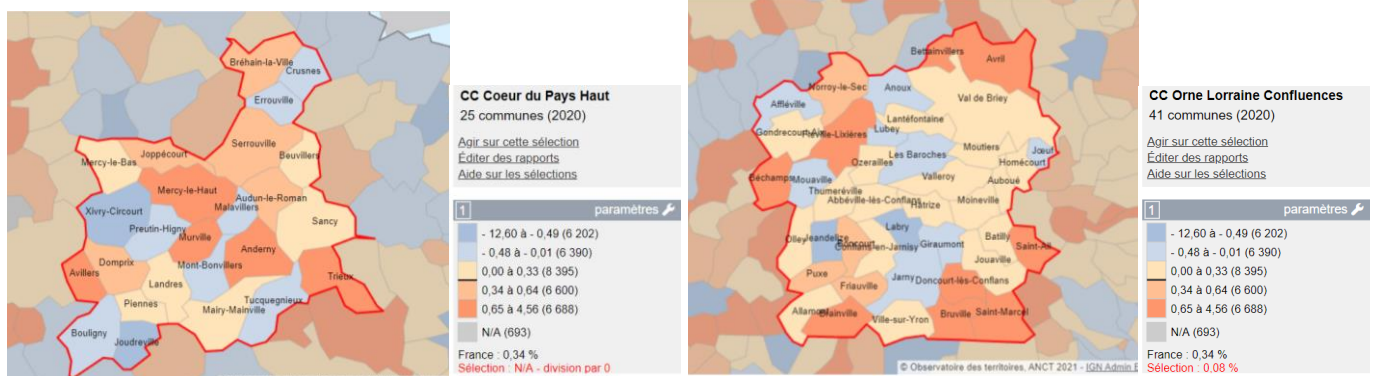 Bréhain-la-Ville
Crusnes
Errouville
Serrouville
Beuvillers
Mercy-le-Bas
Joppécourt
Mercy-le-Haut
Audun-le-Roman
Malavillers
Xivry-Circourt
Sancy
Preutin-Higny
Murville
Anderny
Domprix
Mont-Bonvillers
Avillers
Trieux
Landres
Tucquegnieux
Piennes
Mairy-Mainville
Bouligny
Joudreville
CC Coeur du Pays Haut
25 communes (2020)
Agir sur cette sélection
Éditer des rapports
Aide sur les sélections
1 paramètres
- 12,60 à - 0,49 (6 202)
- 0,48 à - 0,01 (6 390)
0,00 à 0,33 (8 395)
0,34 à 0,64 (6 600)
0,65 à 4,56 (6 688)
N/A (693)
France : 0,34 %
Sélection : N/A - division par 0
Bettainvillers
Avril
Norroy-le-Sec
Anoux
Val de Briey
Affléville
Lantéfontaine
Gondrecourt-Aix
Lubey
Les Baroches
Moutiers
Jœuf
Homécourt
Ozerailles
Béchamps
Mouaville
Valleroy
Auboué
Thumeréville
Abbéville-lès-Conflans
Hatrize
Moineville
Labry
Olley
Jeandelize
Conflans-en-Jarnisy
Giraumont
Batilly
Saint-Ail
Jouaville
Puxe
Jarny
Doncourt-lès-Conflans
Friauville
Allamont
Brainville
Ville-sur-Yron
Bruville
Saint-Marcel
© Observatoire des territoires, ANCT 2021 - IGN Admin E
CC Orne Lorraine Confluences
41 communes (2020)
Agir sur cette sélection
Éditer des rapports
Aide sur les sélections
1 paramètres
- 12,60 à - 0,49 (6 202)
- 0,48 à - 0,01 (6 390)
0,00 à 0,33 (8 395)
0,34 à 0,64 (6 600)
0,65 à 4,56 (6 688)
N/A (693)
France : 0,34 %
Sélection : 0,08 %